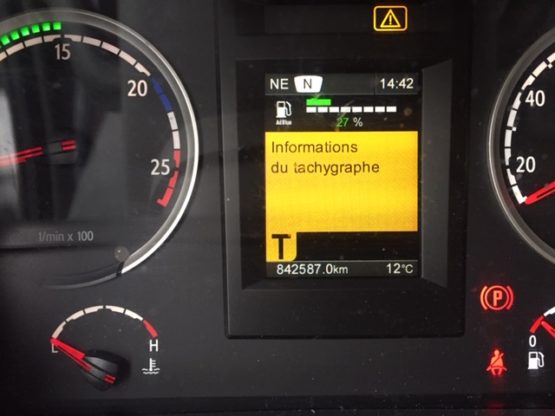 15
20
25
1/min x 100
L H
NE N 14:42
AdBlue
27 %
Informations
du tachygraphe
T
842587.0km 12°C
40
20
P
0